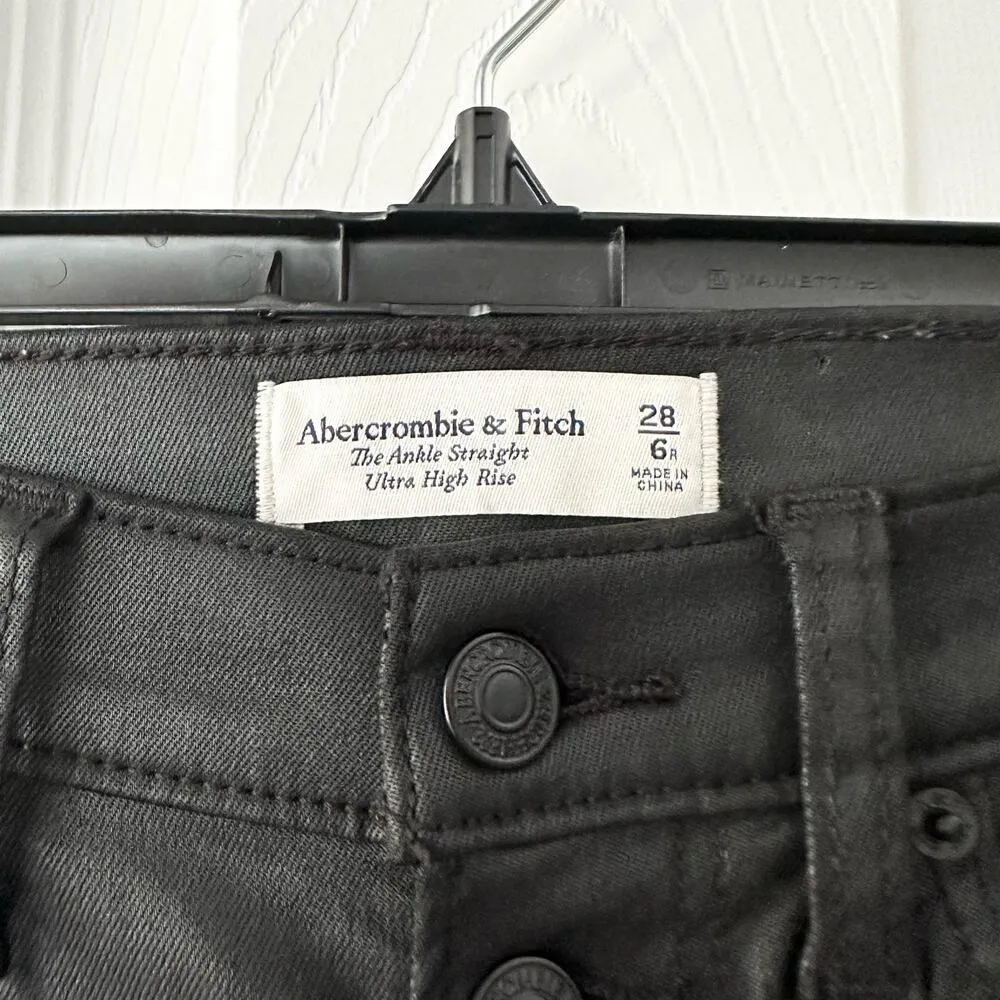 Abercrombie & Fitch
The Ankle Straight
Ultra High Rise
28
6R
MADE IN
CHINA